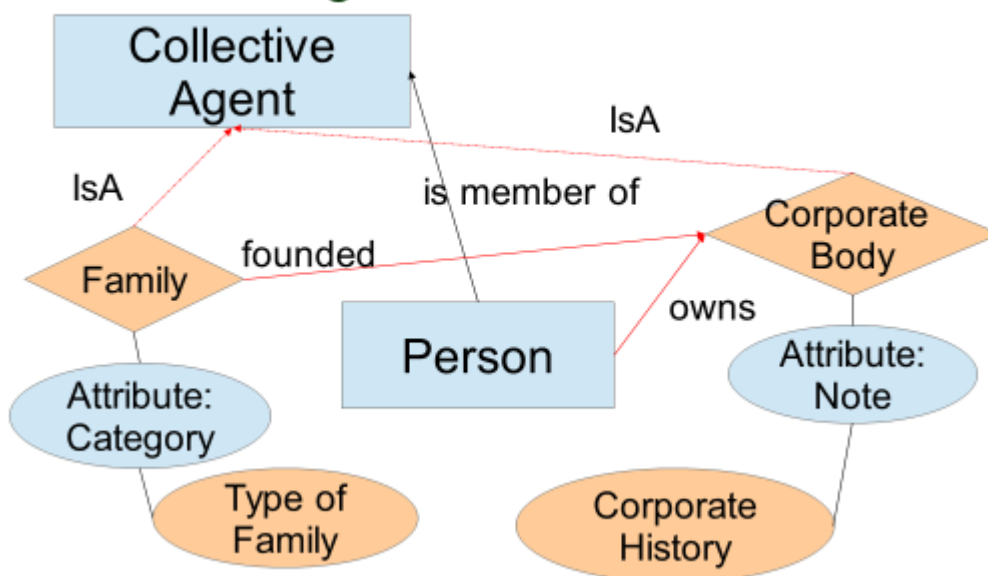 Collective
Agent
IsA
IsA
is member of
Corporate
Body
founded
Family
owns
Person
Attribute:
Note
Attribute:
Category
Type of
Family
Corporate
History